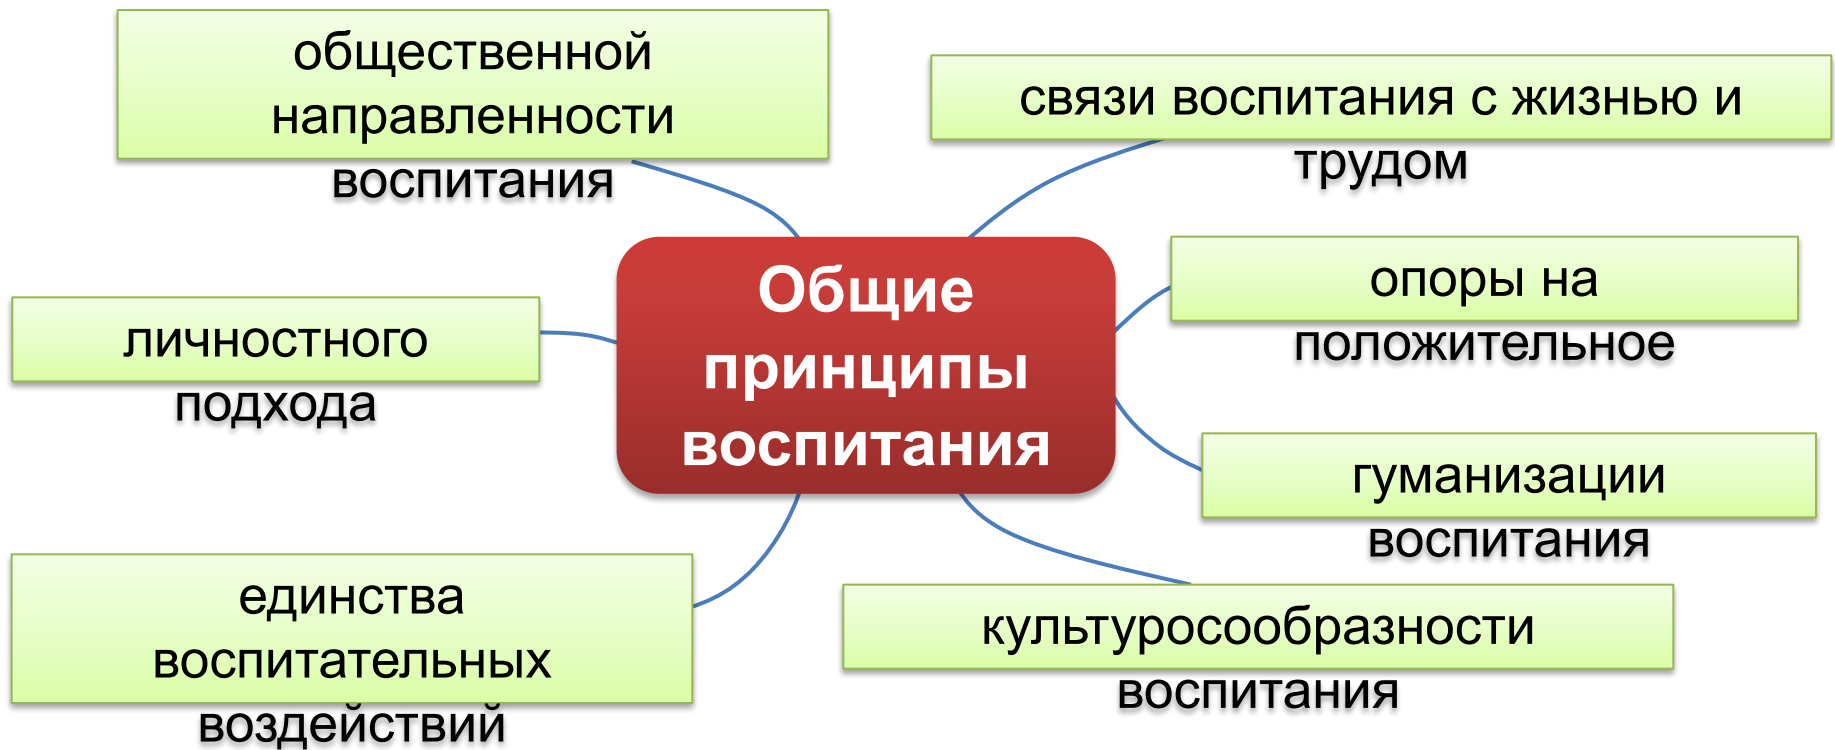 общественной
направленности
воспитания
связи воспитания с жизнью и
трудом
Общие
принципы
воспитания
опоры на
положительное
личностного
подхода
гуманизации
воспитания
единства
воспитательных
воздействий
культуросообразности
воспитания